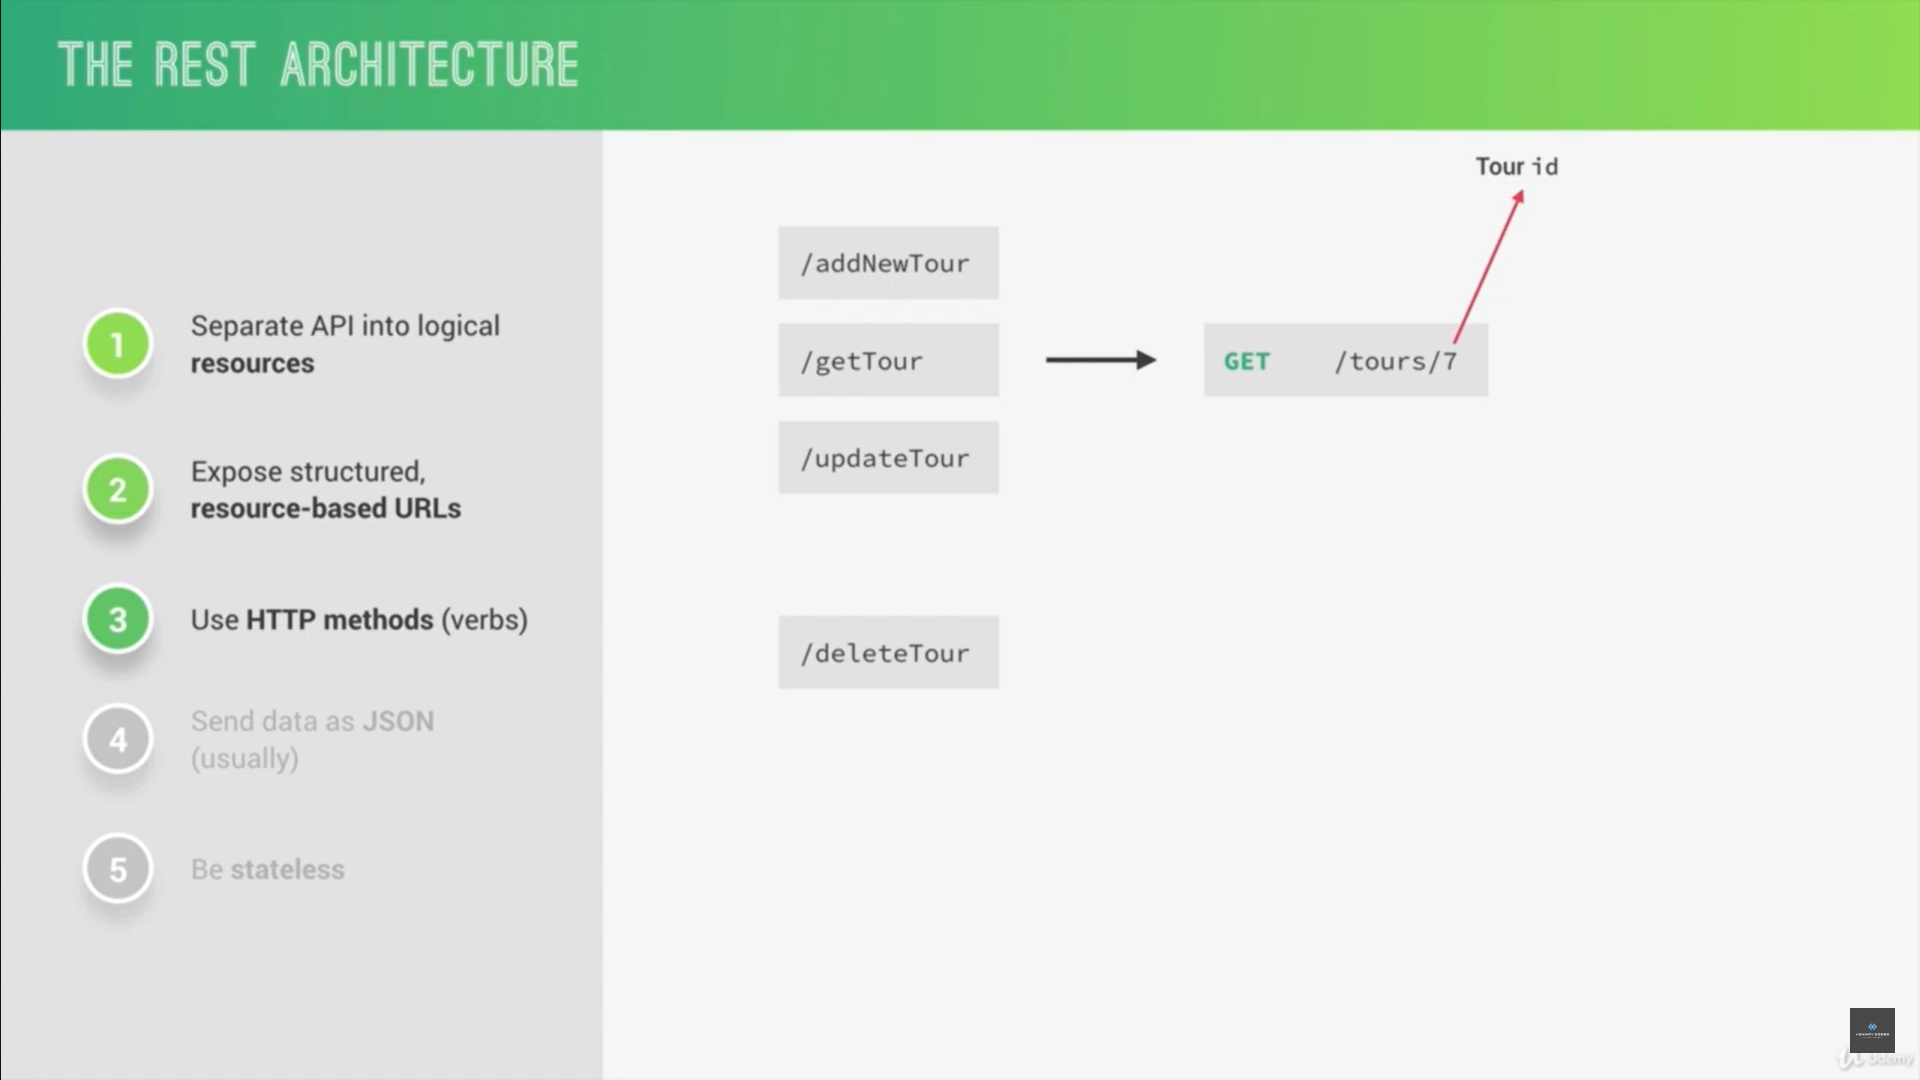 THE REST ARCHITECTURE
1
Separate API into logical
resources
2
Expose structured,
resource-based URLs
3
Use HTTP methods (verbs)
4
Send data as JSON
(usually)
5
Be stateless
Tour id
/addNewTour
/getTour
GET /tours/7
/updateTour
/deleteTour
Udemy